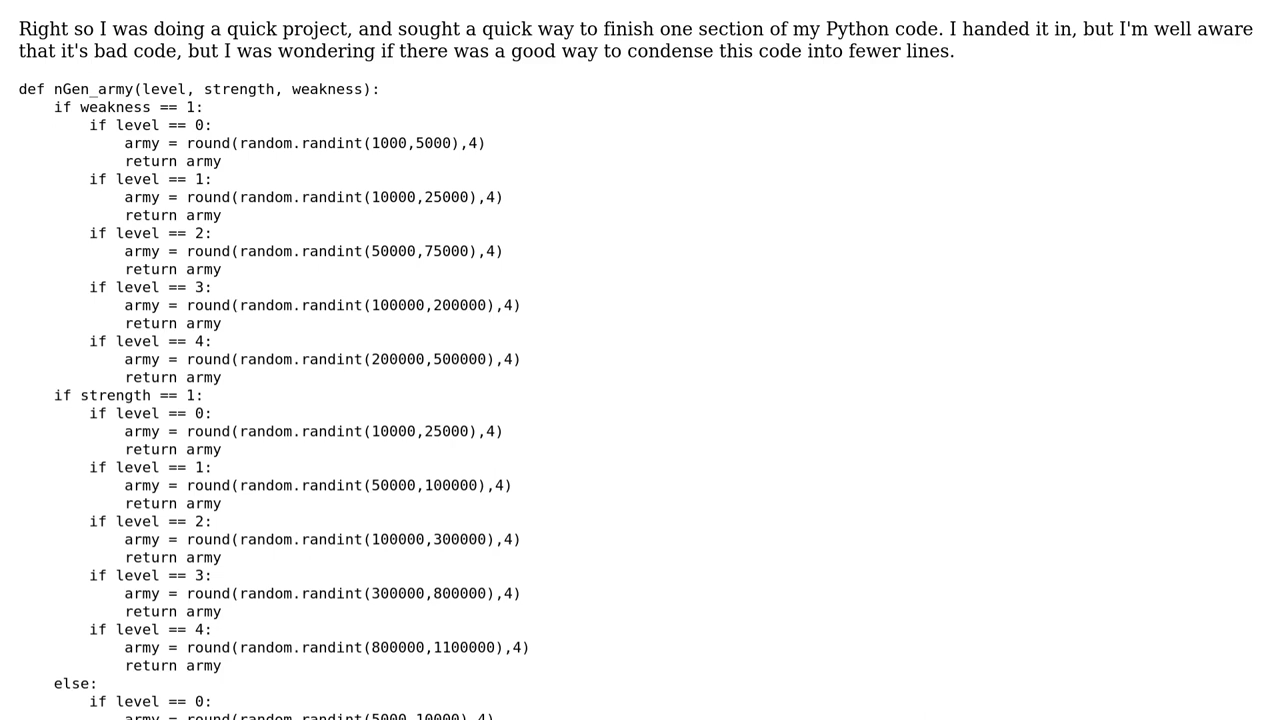 Right so I was doing a quick project, and sought a quick way to finish one section of my Python code. I handed it in, but I'm well aware
that it's bad code, but I was wondering if there was a good way to condense this code into fewer lines.
def nGen_army(level, strength, weakness):
    if weakness == 1:
        if level == 0:
            army = round(random.randint(1000,5000),4)
            return army
        if level == 1:
            army = round(random.randint(10000,25000),4)
            return army
        if level == 2:
            army = round(random.randint(50000,75000),4)
            return army
        if level == 3:
            army = round(random.randint(100000,200000),4)
            return army
        if level == 4:
            army = round(random.randint(200000,500000),4)
            return army
    if strength == 1:
        if level == 0:
            army = round(random.randint(10000,25000),4)
            return army
        if level == 1:
            army = round(random.randint(50000,100000),4)
            return army
        if level == 2:
            army = round(random.randint(100000,300000),4)
            return army
        if level == 3:
            army = round(random.randint(300000,800000),4)
            return army
        if level == 4:
            army = round(random.randint(800000,1100000),4)
            return army
    else:
        if level == 0:
            army = round(random.randint(5000,10000),4)